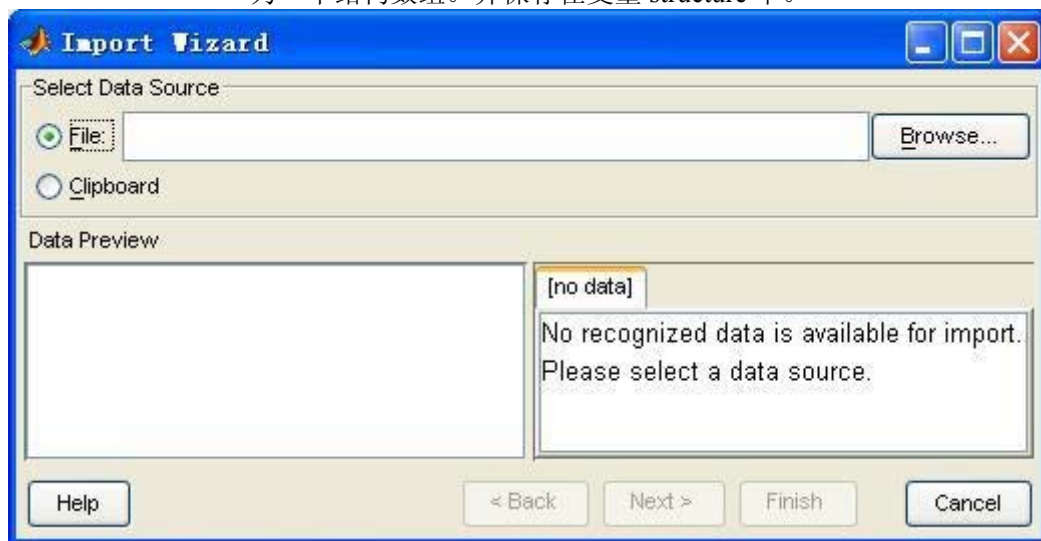 Import Wizard
Select Data Source
File:
Browse...
Clipboard
Data Preview
[no data]
No recognized data is available for import.
Please select a data source.
Help
< Back
Next >
Finish
Cancel